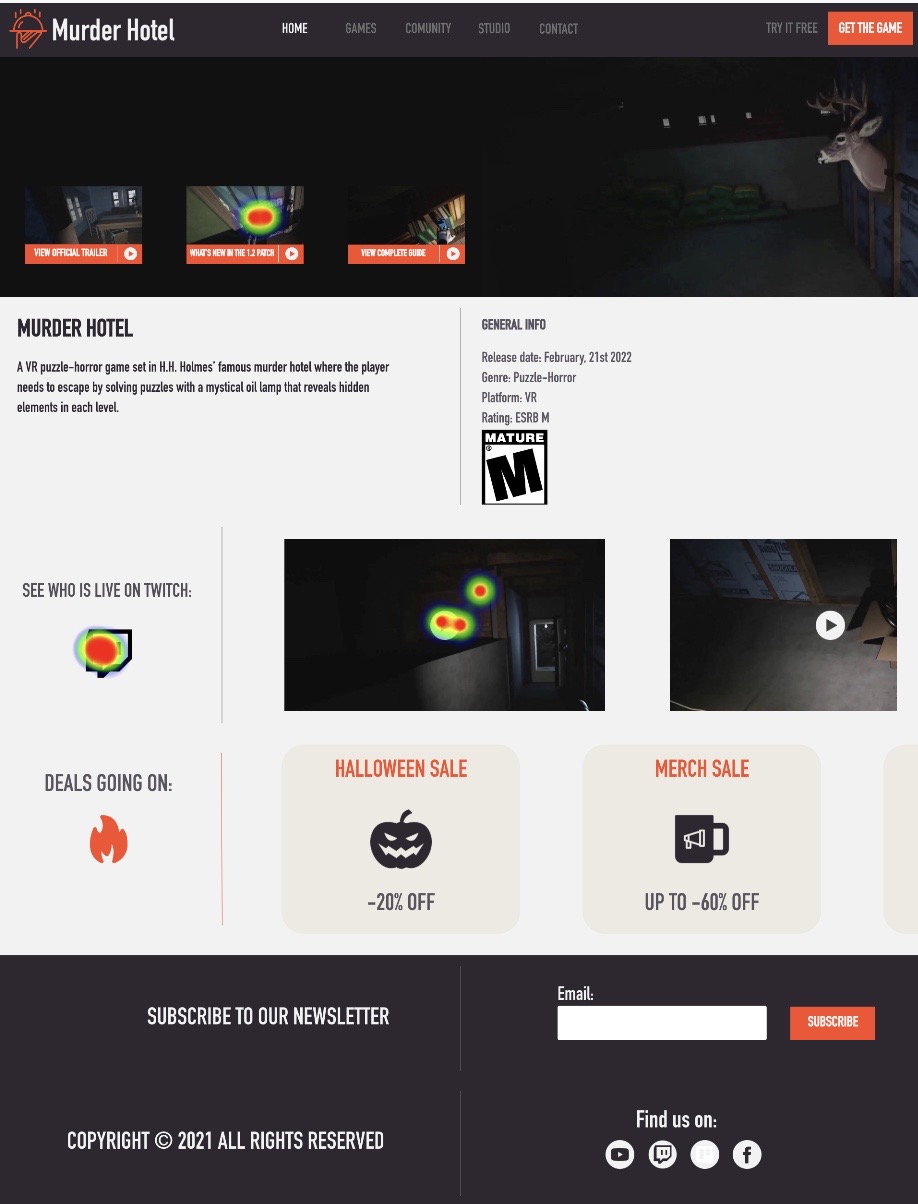 Murder Hotel
HOME
GAMES
COMUNITY
STUDIO
CONTACT
TRY IT FREE
GET THE GAME
VIEW OFFICIAL TRAILER
WHAT'S NEW IN THE 1.2 PATCH
VIEW COMPLETE GUIDE
MURDER HOTEL
A VR puzzle-horror game set in H.H. Holmes' famous murder hotel where the player
needs to escape by solving puzzles with a mystical oil lamp that reveals hidden
elements in each level.
GENERAL INFO
Release date: February, 21st 2022
Genre: Puzzle-Horror
Platform: VR
Rating: ESRB M
MATURE
M
®
SEE WHO IS LIVE ON TWITCH:
DEALS GOING ON:
HALLOWEEN SALE
-20% OFF
MERCH SALE
UP TO -60% OFF
SUBSCRIBE TO OUR NEWSLETTER
Email:
SUBSCRIBE
COPYRIGHT © 2021 ALL RIGHTS RESERVED
Find us on: